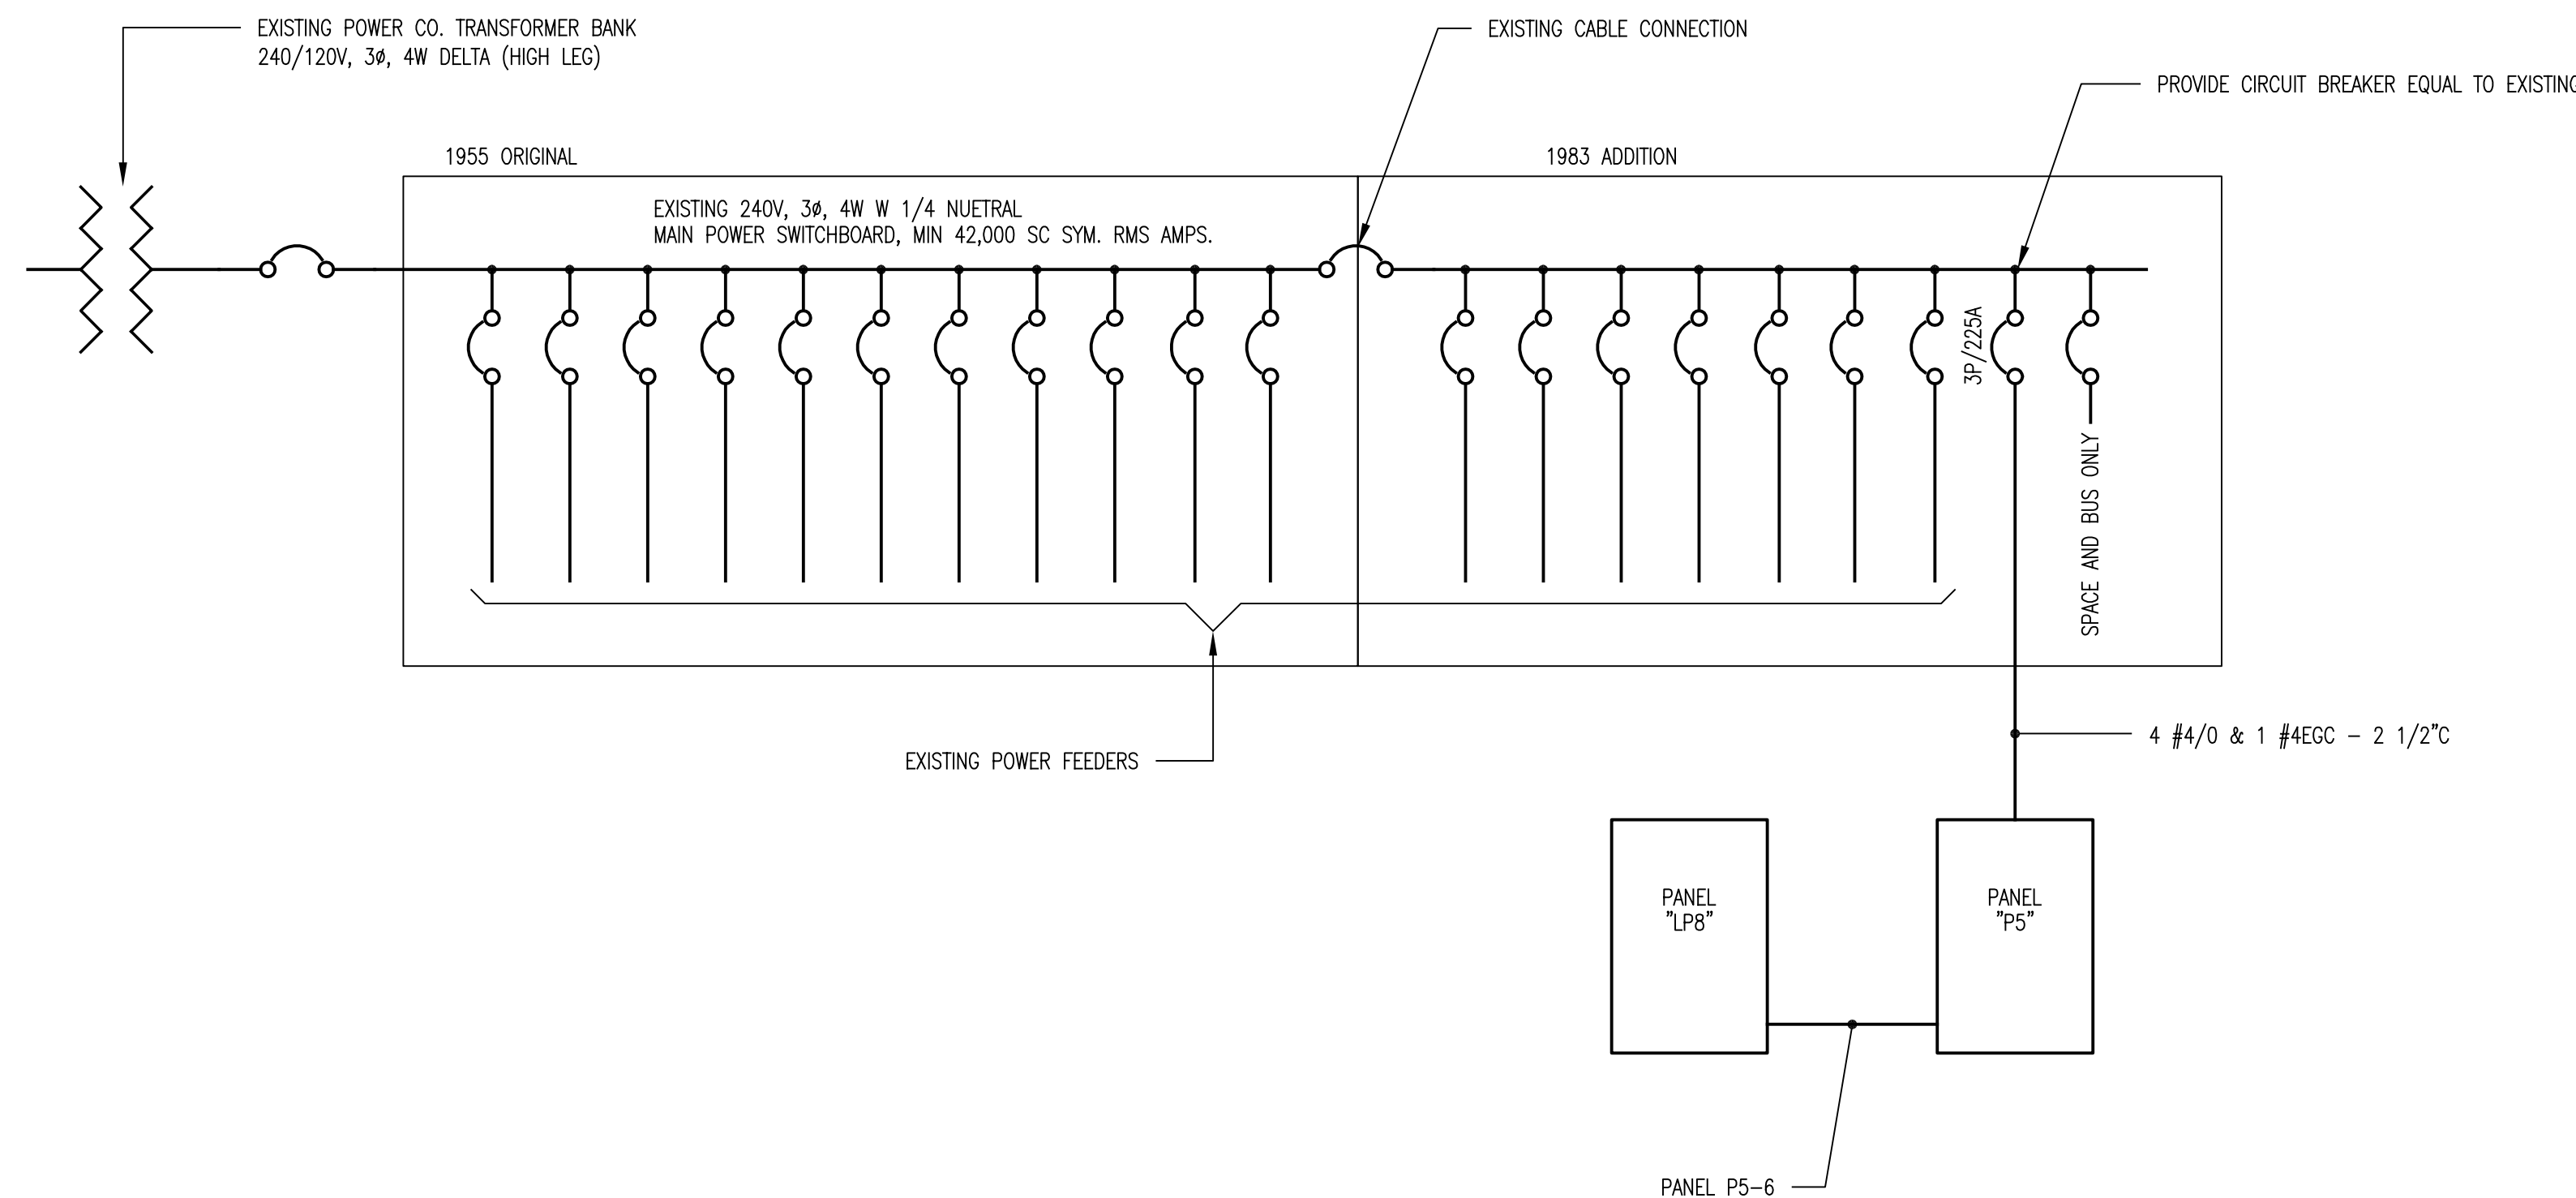 EXISTING POWER CO. TRANSFORMER BANK
240/120V, 3ø, 4W DELTA (HIGH LEG)
EXISTING CABLE CONNECTION
PROVIDE CIRCUIT BREAKER EQUAL TO EXISTING
1955 ORIGINAL
1983 ADDITION
EXISTING 240V, 3ø, 4W W 1/4 NUETRAL
MAIN POWER SWITCHBOARD, MIN 42,000 SC SYM. RMS AMPS.
3P/225A
SPACE AND BUS ONLY
EXISTING POWER FEEDERS
4 #4/0 & 1 #4EGC - 2 1/2"C
PANEL
"LP8"
PANEL
"P5"
PANEL P5-6